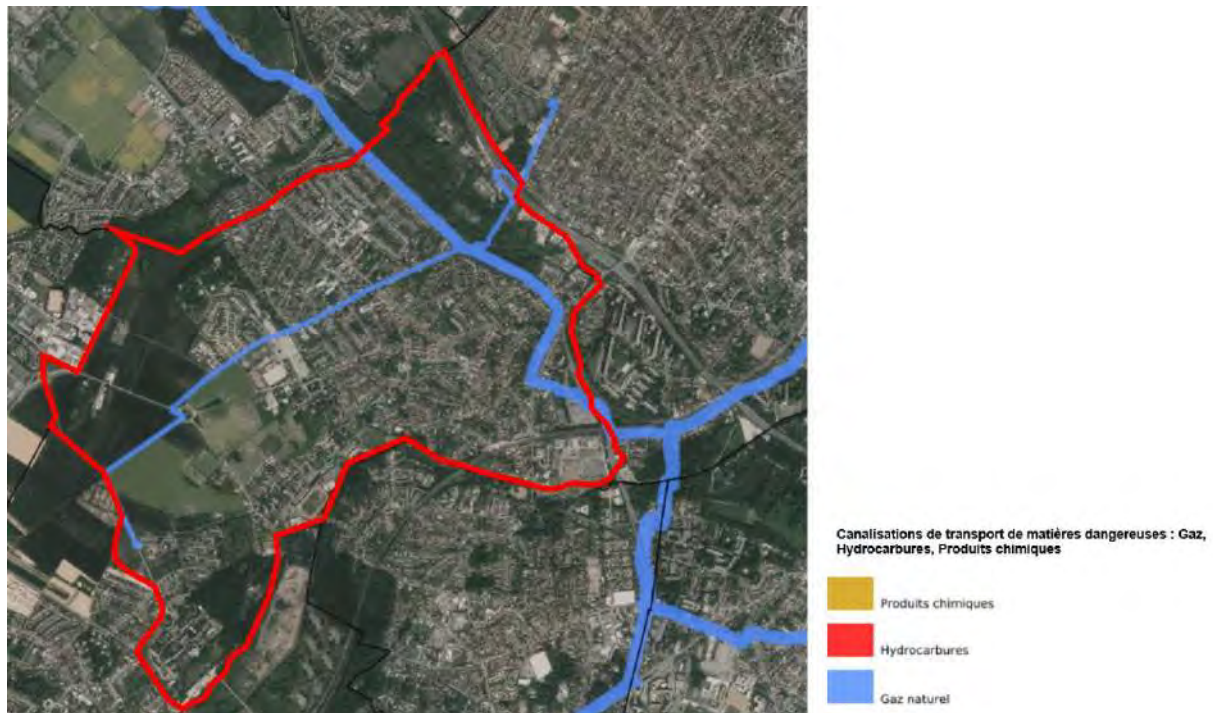 Canalisations de transport de matières dangereuses : Gaz,
Hydrocarbures, Produits chimiques
Produits chimiques
Hydrocarbures
Gaz naturel